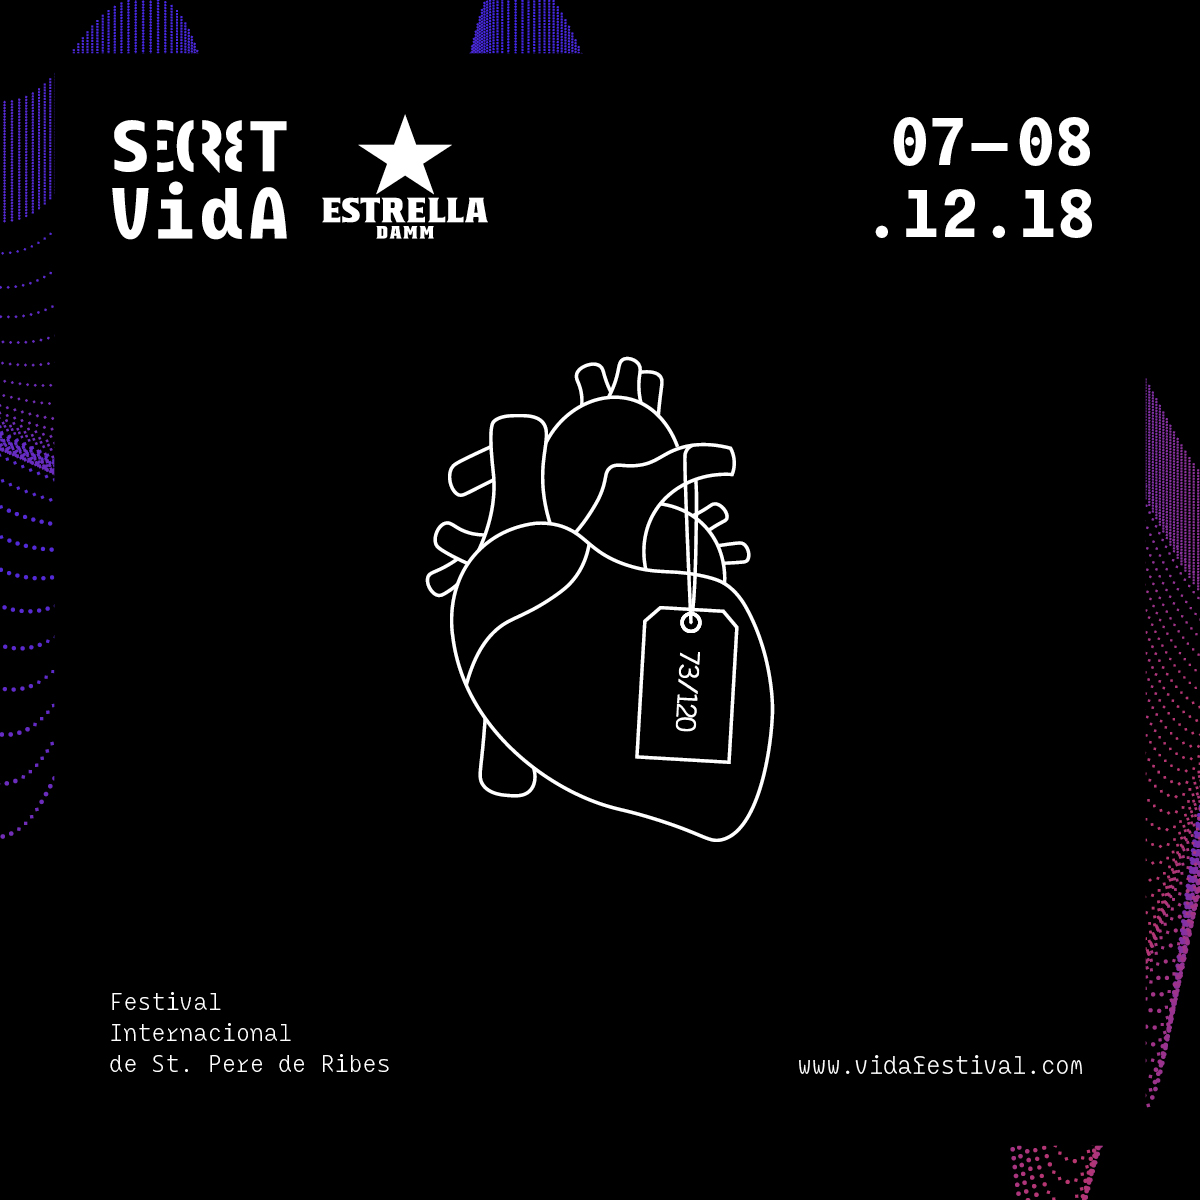 SECRET
VidA
ESTRELLA
DAMM
07–08
.12.18
73/120
Festival
Internacional
de St. Pere de Ribes
www.vidafestival.com